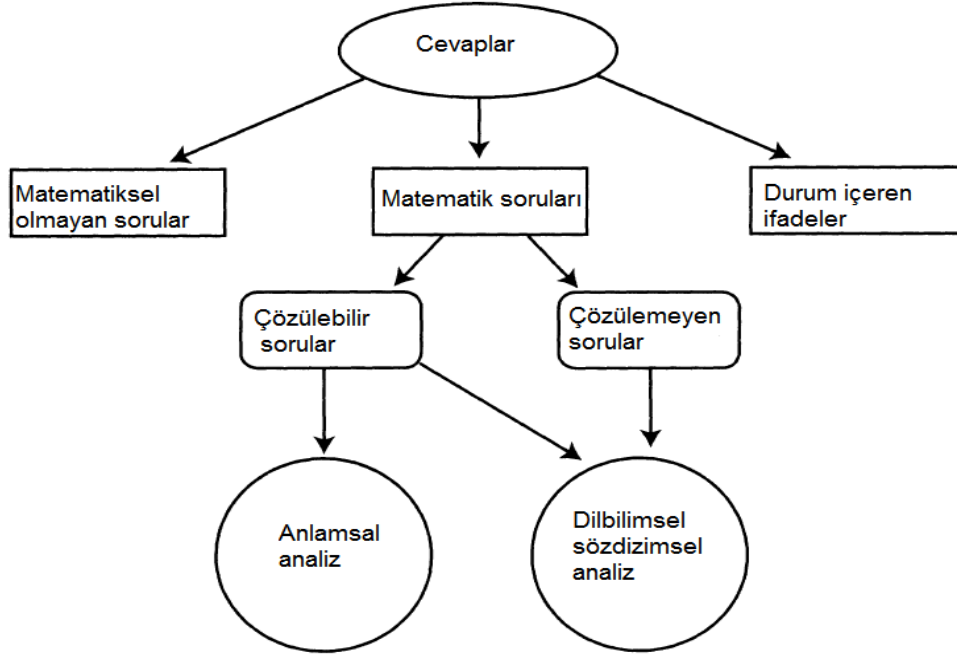 Cevaplar
Matematiksel
olmayan sorular
Matematik soruları
Durum içeren
ifadeler
Çözülebilir
sorular
Çözülemeyen
sorular
Anlamsal
analiz
Dilbilimsel
sözdizimsel
analiz